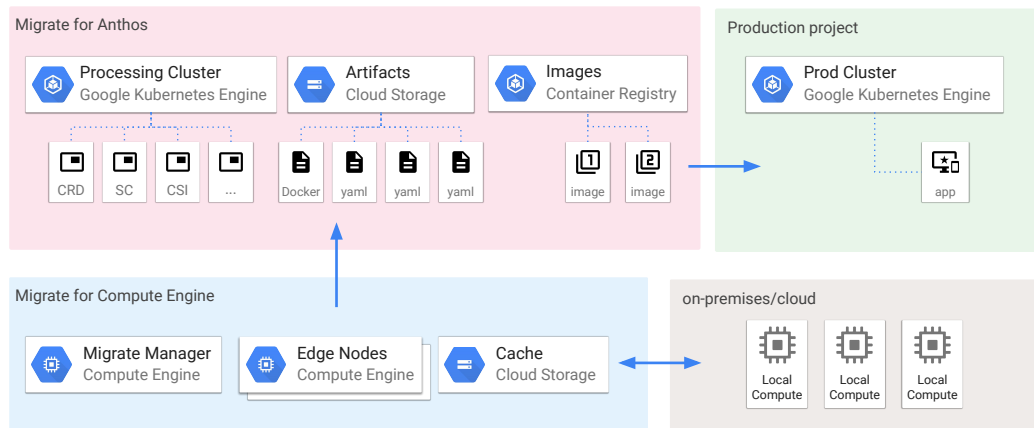 Migrate for Anthos
Processing Cluster
Google Kubernetes Engine
Artifacts
Cloud Storage
Images
Container Registry
CRD
SC
CSI
...
Docker
yaml
yaml
yaml
1
image
2
image
Production project
Prod Cluster
Google Kubernetes Engine
app
Migrate for Compute Engine
Migrate Manager
Compute Engine
Edge Nodes
Compute Engine
Cache
Cloud Storage
on-premises/cloud
Local
Compute
Local
Compute
Local
Compute